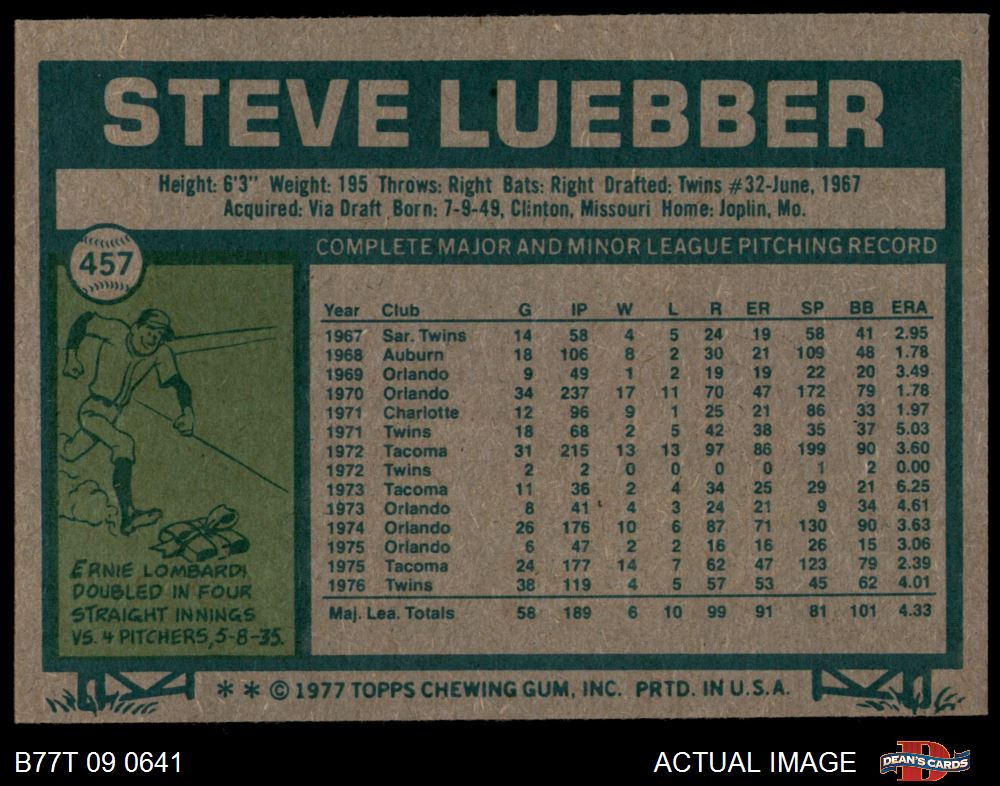 STEVE LUEBBER
Height: 6'3" Weight: 195 Throws: Right Bats: Right Drafted: Twins #32-June, 1967
Acquired: Via Draft Born: 7-9-49, Clinton, Missouri Home: Joplin, Mo.
457
COMPLETE MAJOR AND MINOR LEAGUE PITCHING RECORD
Year Club G IP W L R ER SP BB ERA
1967 Sar. Twins 14 58 4 5 24 19 58 41 2.95
1968 Auburn 18 106 8 2 30 21 109 48 1.78
1969 Orlando 9 49 1 2 19 19 22 20 3.49
1970 Orlando 34 237 17 11 70 47 172 79 1.78
1971 Charlotte 12 96 9 1 25 21 86 33 1.97
1971 Twins 18 68 2 5 42 38 35 37 5.03
1972 Tacoma 31 215 13 13 97 86 199 90 3.60
1972 Twins 2 2 0 0 0 0 1 2 0.00
1973 Tacoma 11 36 2 4 34 25 29 21 6.25
1973 Orlando 8 41 4 3 24 21 9 34 4.61
1974 Orlando 26 176 10 6 87 71 130 90 3.63
1975 Orlando 6 47 2 2 16 16 26 15 3.06
1975 Tacoma 24 177 14 7 62 47 123 79 2.39
1976 Twins 38 119 4 5 57 53 45 62 4.01
Maj. Lea. Totals 58 189 6 10 99 91 81 101 4.33
ERNIE LOMBARDI
DOUBLED IN FOUR
STRAIGHT INNINGS
VS. 4 PITCHERS, 5-8-35.
* * © 1977 TOPPS CHEWING GUM, INC. PRTD. IN U.S.A.
B77T 09 0641
ACTUAL IMAGE
DEAN'S CARDS